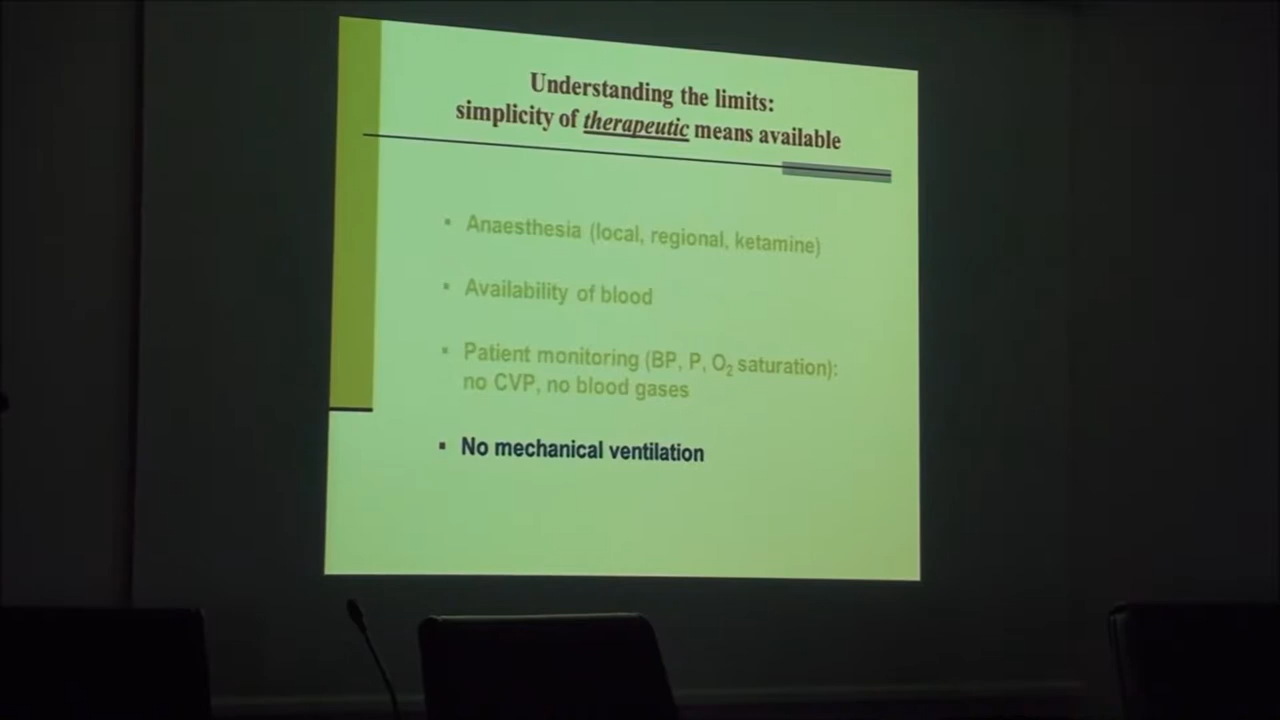 Understanding the limits:
simplicity of therapeutic means available
▪ Anaesthesia (local, regional, ketamine)
▪ Availability of blood
▪ Patient monitoring (BP, P, O₂ saturation):
no CVP, no blood gases
▪ No mechanical ventilation